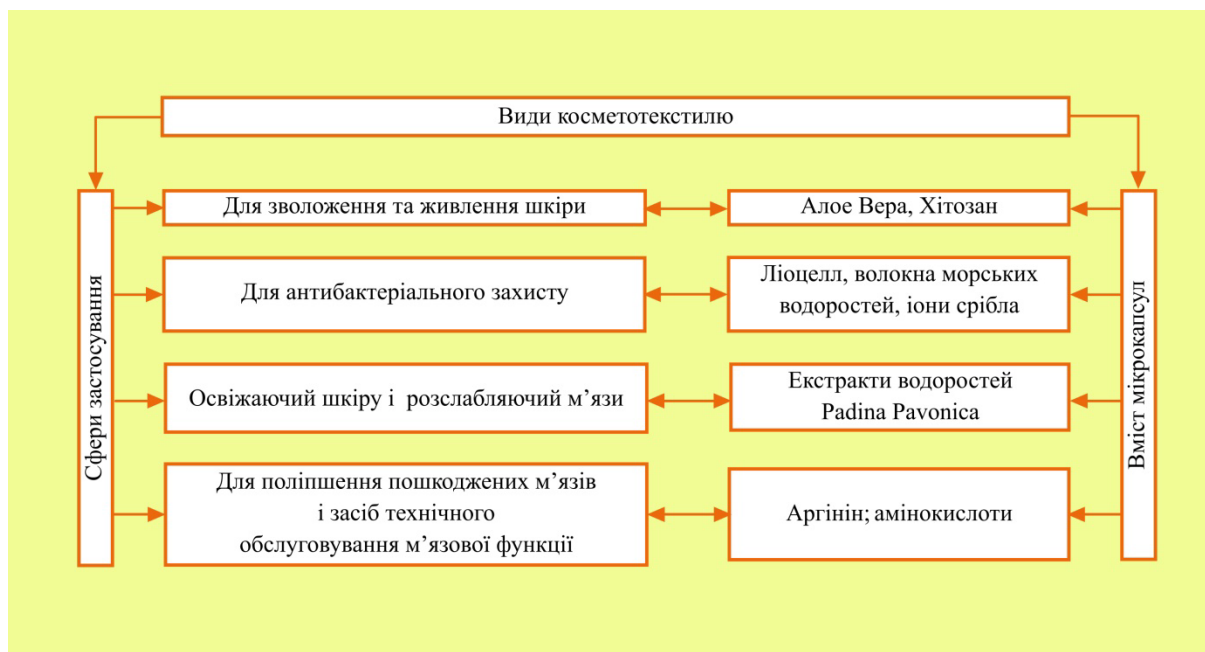 Види косметотекстилю
Сфери застосування
Для зволоження та живлення шкіри
Алое Вера, Хітозан
Для антибактеріального захисту
Ліоцелл, волокна морських
водоростей, іони срібла
Освіжаючий шкіру і розслабляючий м’язи
Екстракти водоростей
Padina Pavonica
Для поліпшення пошкоджених м’язів
і засіб технічного
обслуговування м’язової функції
Аргінін; амінокислоти
Вміст мікрокапсул